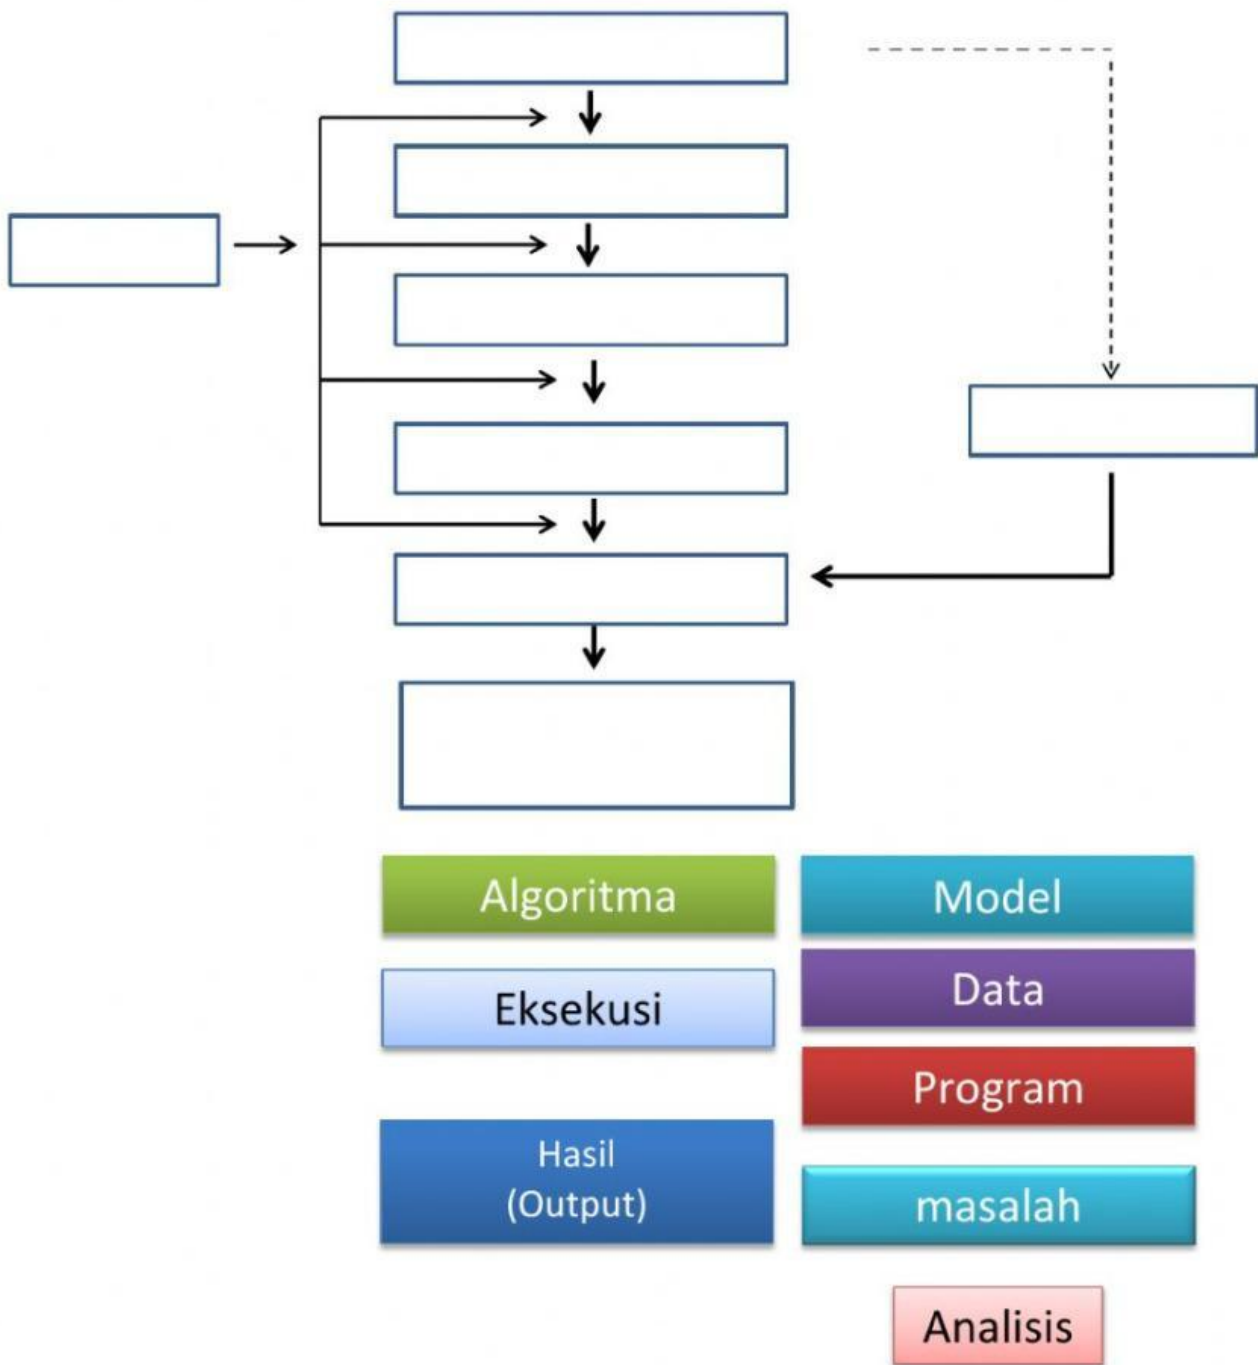 Algoritma
Model
Eksekusi
Data
Program
Hasil
(Output)
masalah
Analisis